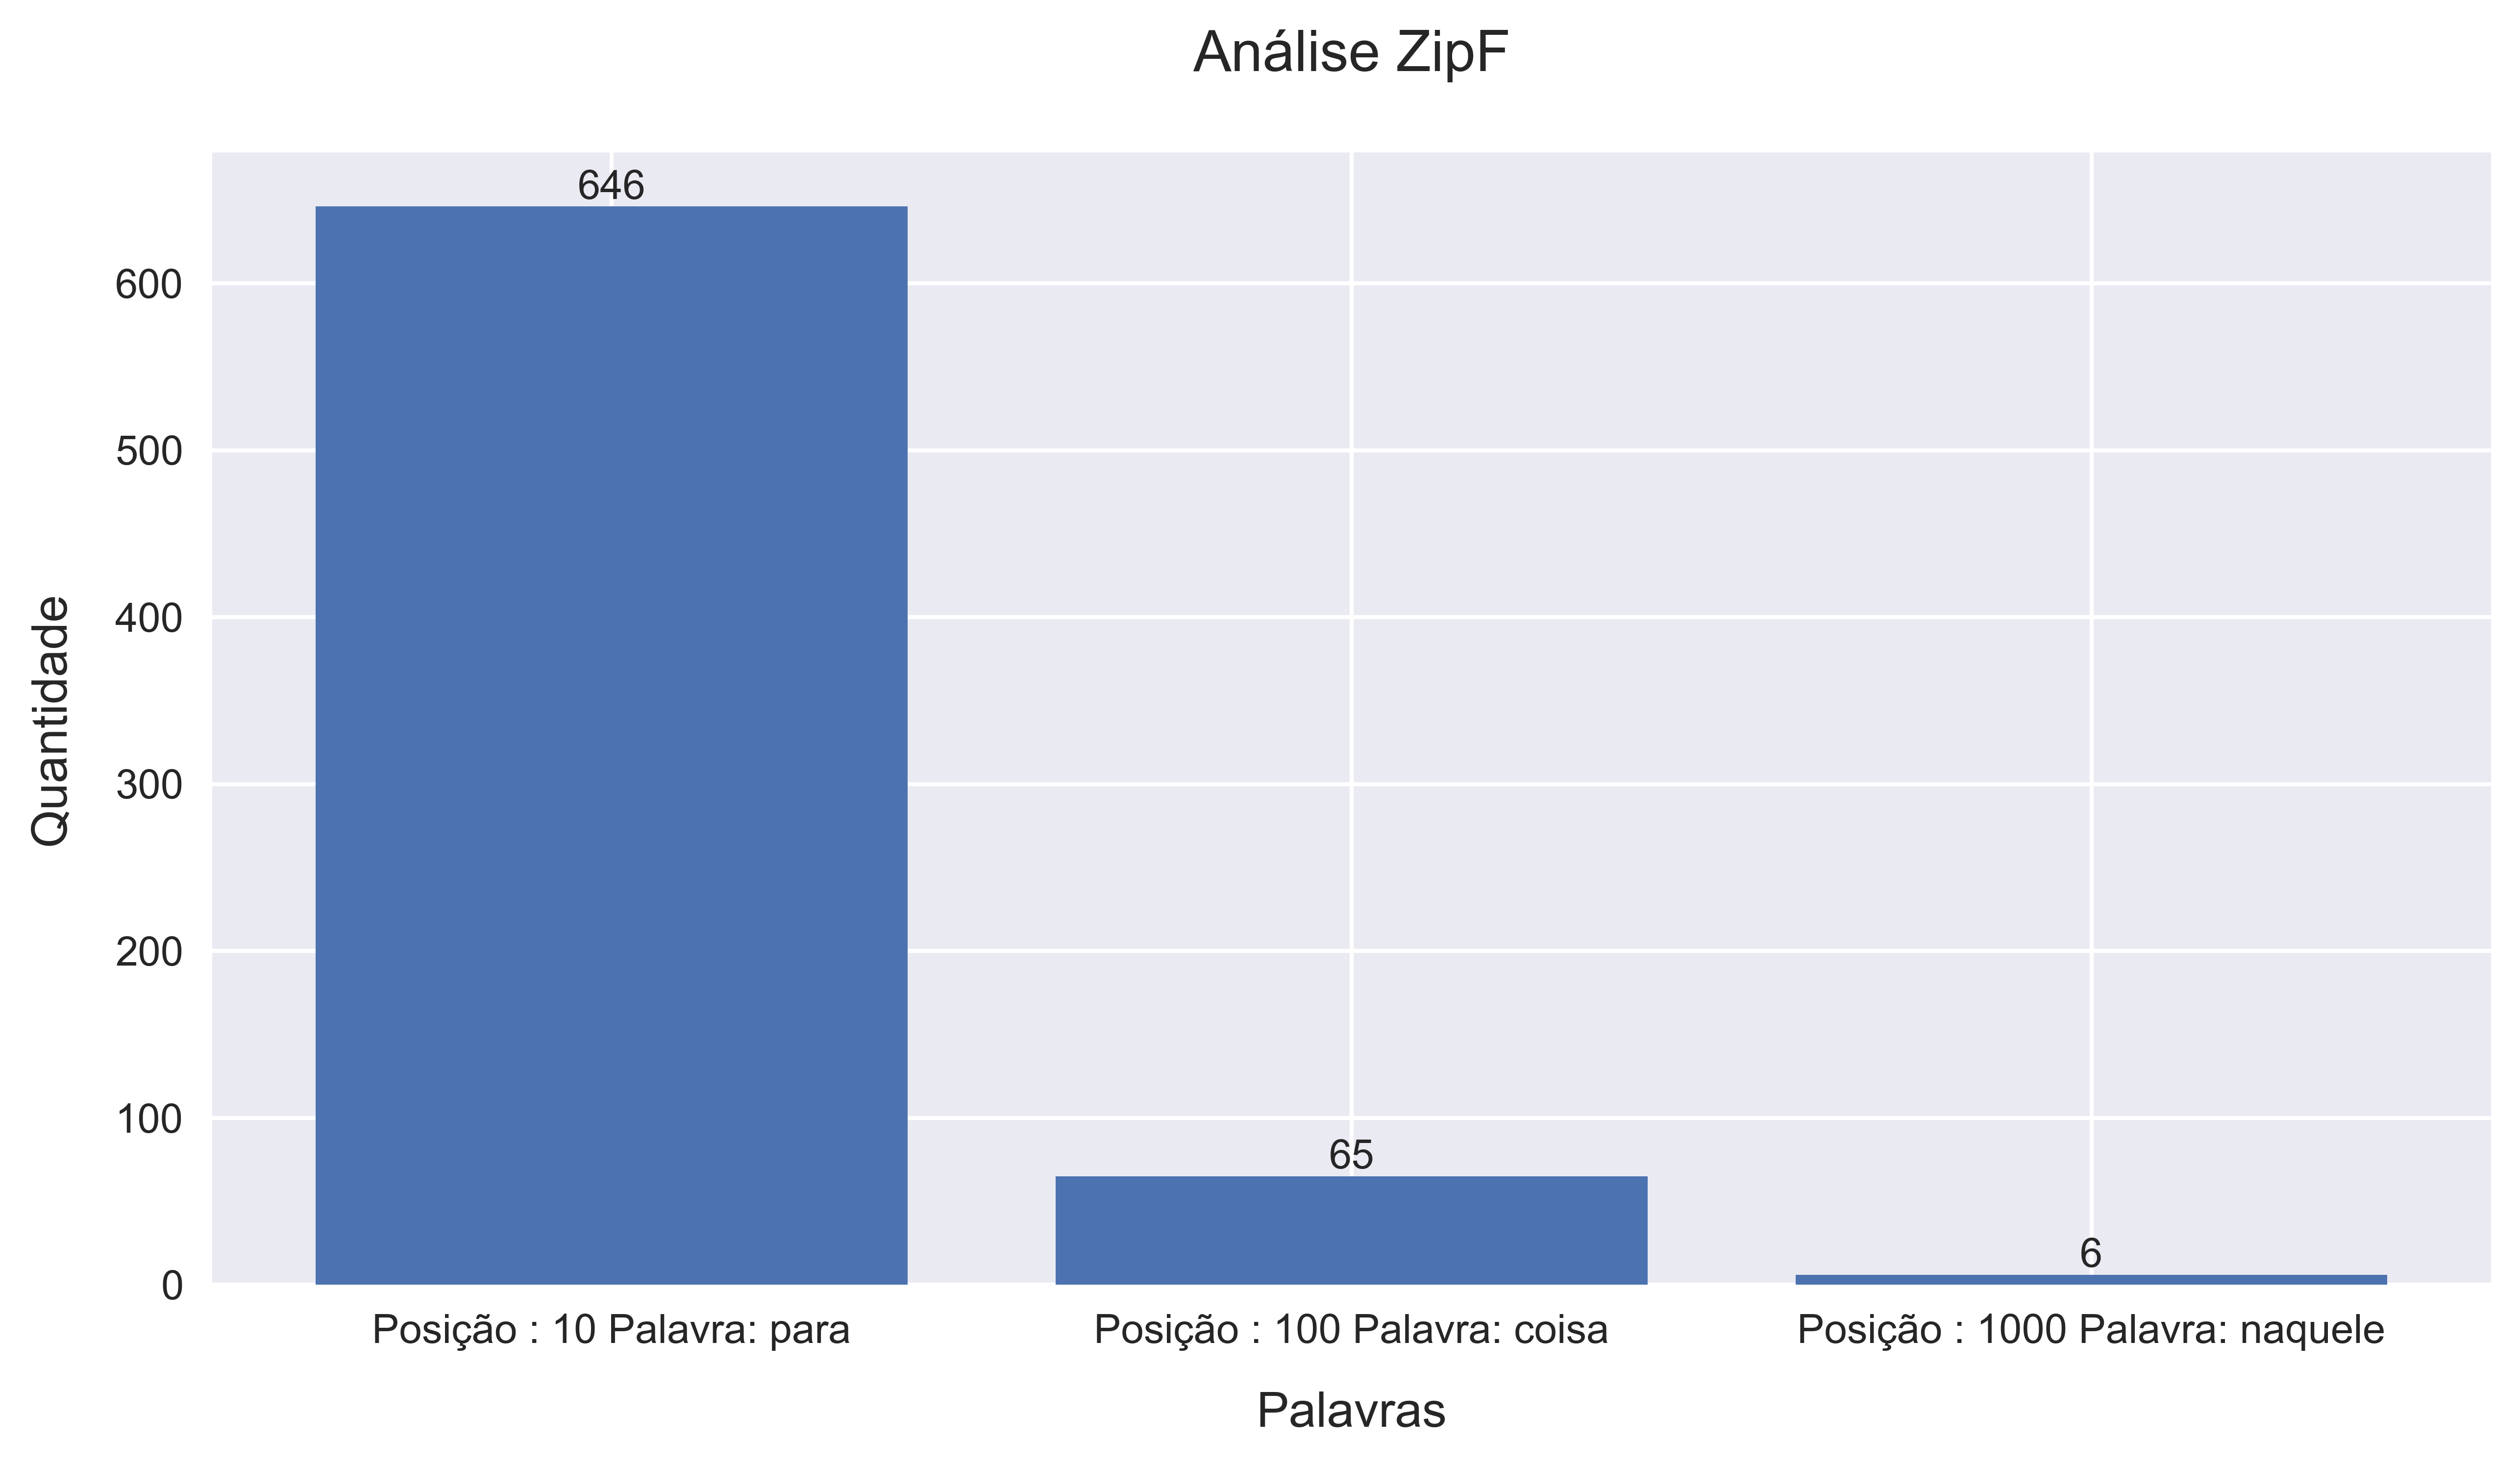 Análise ZipF
646
600
500
400
300
200
100
0
Quantidade
65
6
Posição : 10 Palavra: para
Posição : 100 Palavra: coisa
Posição : 1000 Palavra: naquele
Palavras